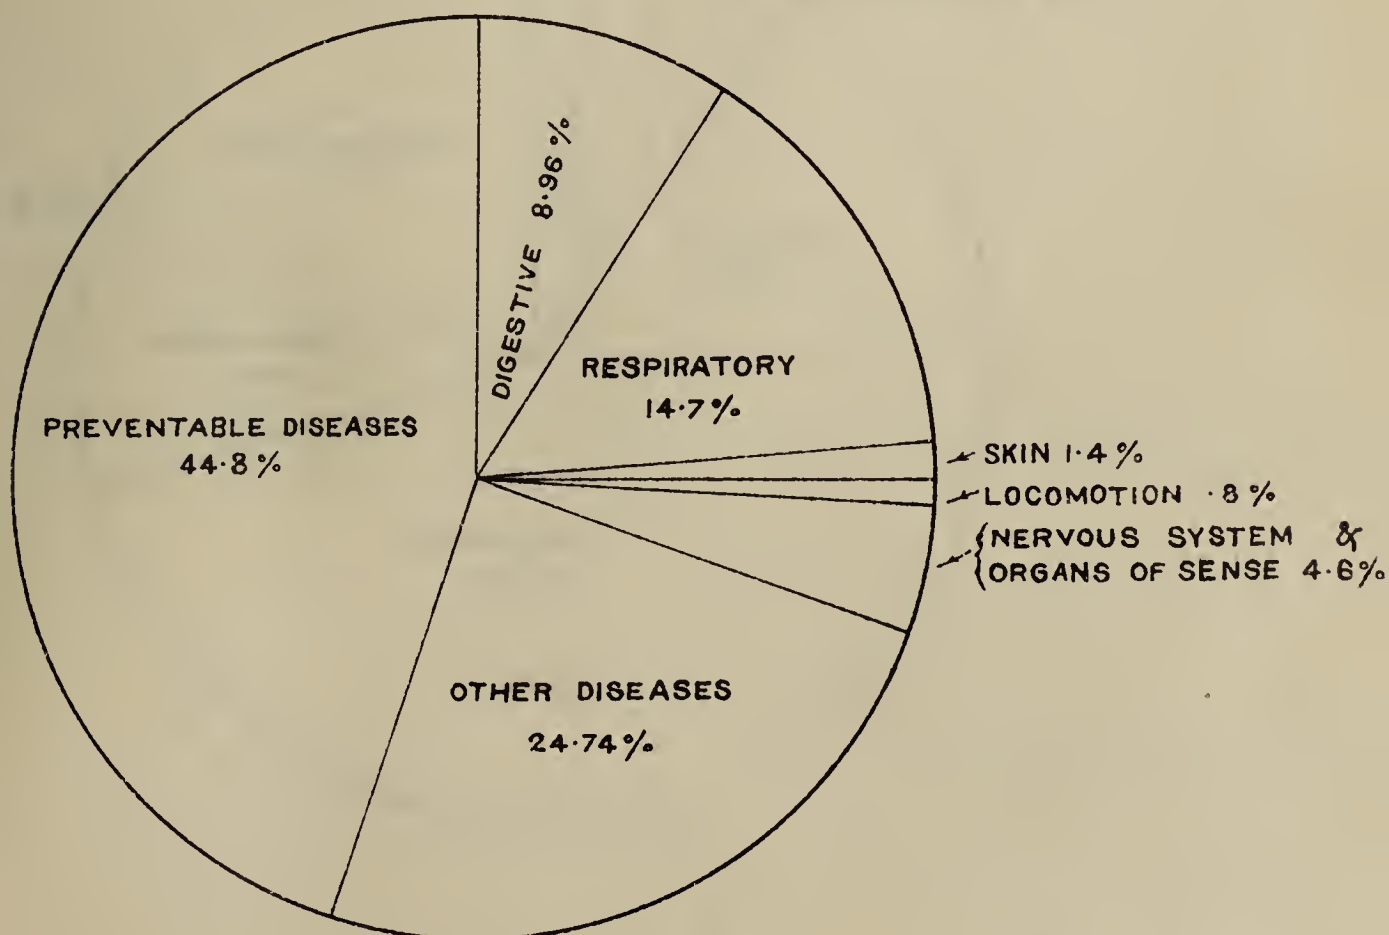 DIGESTIVE 8·96%
RESPIRATORY
14·7%
PREVENTABLE DISEASES
44·8%
SKIN 1·4%
LOCOMOTION ·8%
NERVOUS SYSTEM &
ORGANS OF SENSE 4·6%
OTHER DISEASES
24·74%